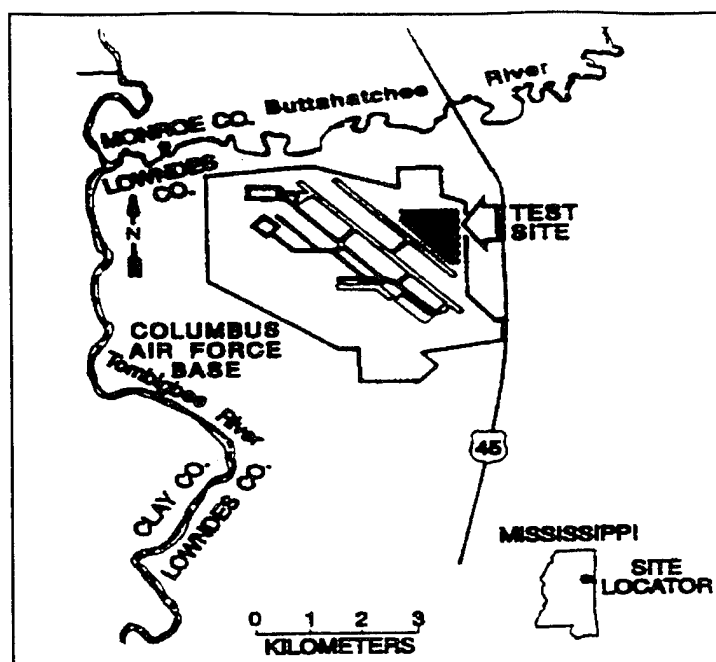 MONROE CO. Buttahatchee River
LOWNDES
CO.
N
TEST
SITE
COLUMBUS
AIR FORCE
BASE
Tombigbee River
CLAY CO.
LOWNDES CO.
45
MISSISSIPPI
SITE
LOCATOR
0 1 2 3
KILOMETERS